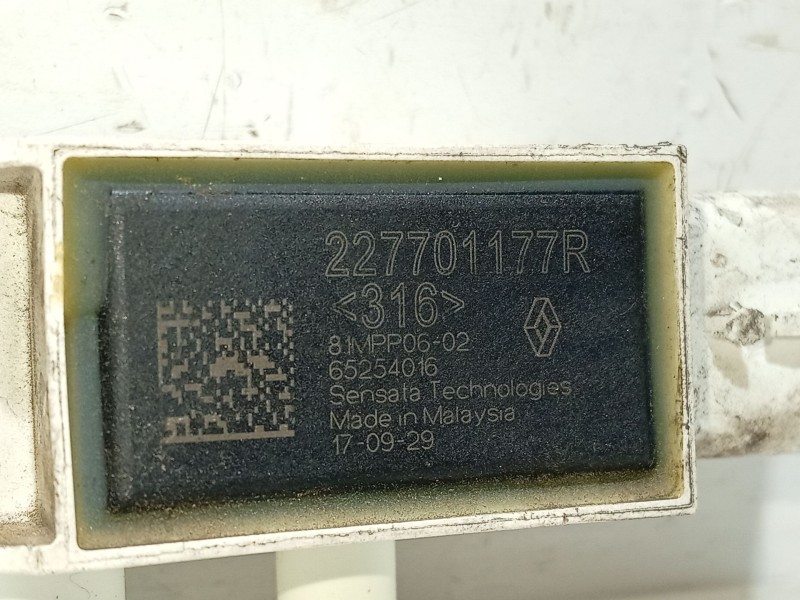 227701177R
<316>
81MPP06-02
65254016
Sensata Technologies
Made in Malaysia
17-09-29